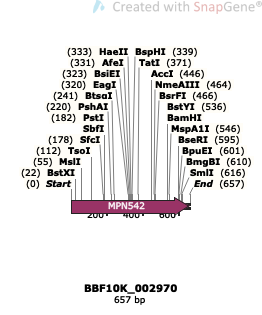 Created with SnapGene®
(333) HaeII BspHI (339)
(331) AfeI TatI (371)
(323) BsiEI AccI (446)
(320) EagI NmeAIII (464)
(241) BtsαI BsrFI (466)
(220) PshAI BstYI (536)
(182) PstI BamHI
SbfI MspA1I (546)
(178) SfcI BseRI (595)
(112) TsoI BpuEI (601)
(55) MslI BmgBI (610)
(22) BstXI SmlI (616)
(0) Start End (657)
MPN542
200 400 600
BBF10K_002970
657 bp